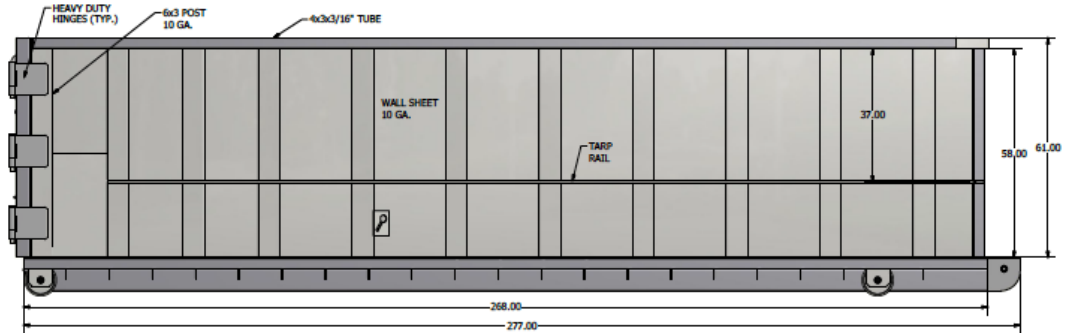 HEAVY DUTY
HINGES (TYP.)
6x3 POST
10 GA.
4x3x3/16" TUBE
WALL SHEET
10 GA.
37.00
TARP
RAIL
58.00
61.00
268.00
277.00